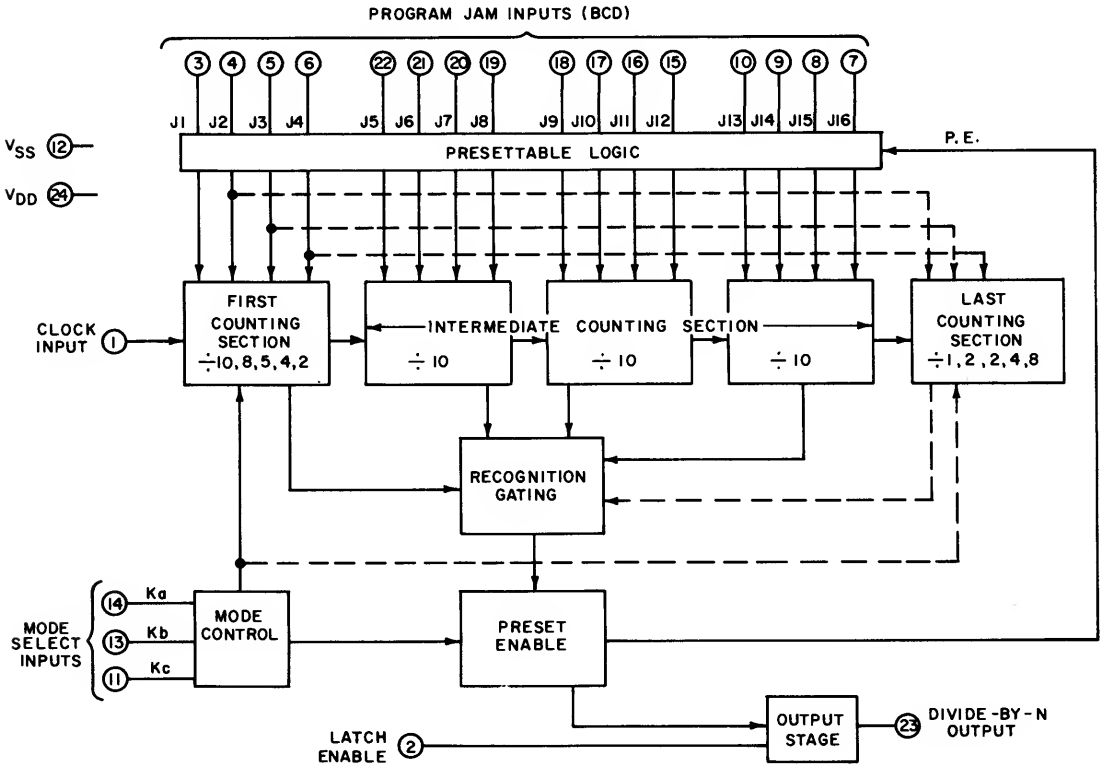 PROGRAM JAM INPUTS (BCD)
3 4 5 6 22 21 20 19 18 17 16 15 10 9 8 7
J1 J2 J3 J4 J5 J6 J7 J8 J9 J10 J11 J12 J13 J14 J15 J16
VSS 12
PRESETTABLE LOGIC
P.E.
VDD 24
CLOCK
INPUT
1
FIRST
COUNTING
SECTION
÷10,8,5,4,2
INTERMEDIATE COUNTING SECTION
÷ 10
÷ 10
÷ 10
LAST
COUNTING
SECTION
÷1,2,2,4,8
RECOGNITION
GATING
MODE
SELECT
INPUTS
14 Ka
13 Kb
11 Kc
MODE
CONTROL
PRESET
ENABLE
LATCH
ENABLE
2
OUTPUT
STAGE
23
DIVIDE-BY-N
OUTPUT